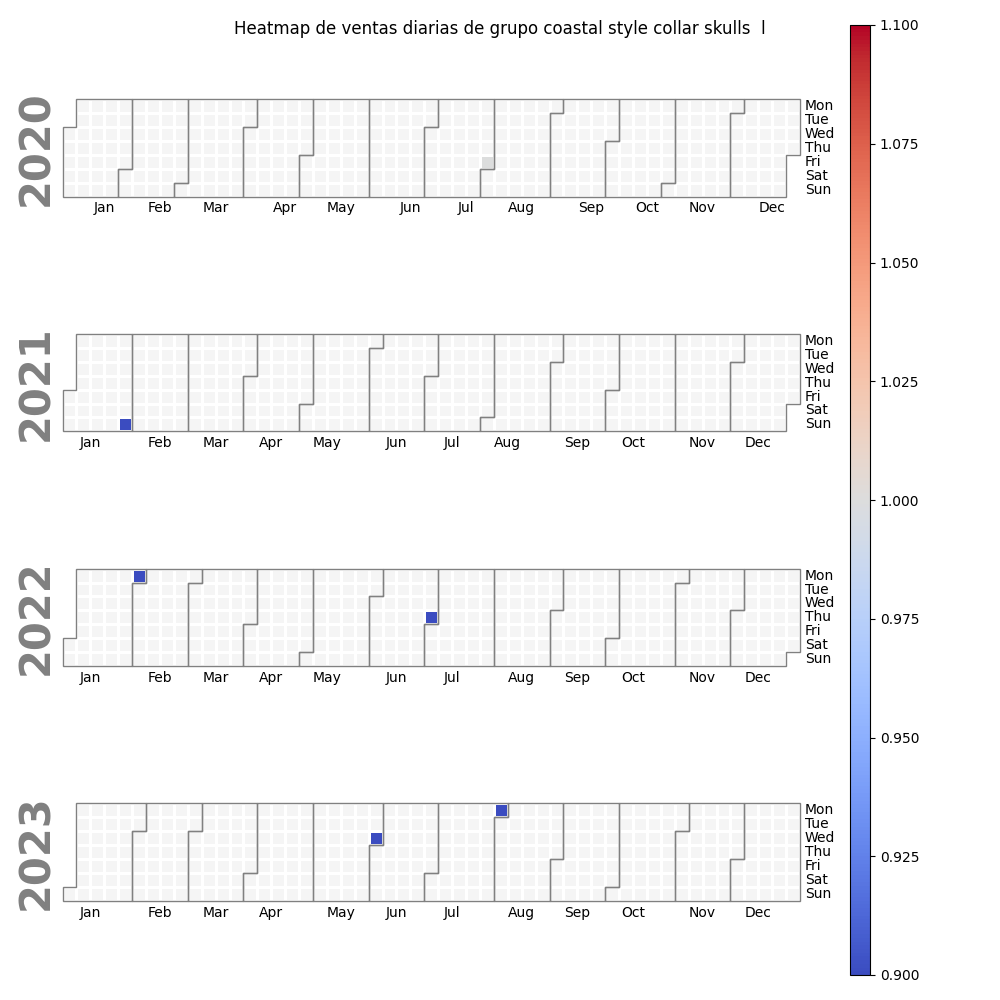 Heatmap de ventas diarias de grupo coastal style collar skulls  l
2020
Mon
Tue
Wed
Thu
Fri
Sat
Sun
Jan Feb Mar Apr May Jun Jul Aug Sep Oct Nov Dec
2021
Mon
Tue
Wed
Thu
Fri
Sat
Sun
Jan Feb Mar Apr May Jun Jul Aug Sep Oct Nov Dec
2022
Mon
Tue
Wed
Thu
Fri
Sat
Sun
Jan Feb Mar Apr May Jun Jul Aug Sep Oct Nov Dec
2023
Mon
Tue
Wed
Thu
Fri
Sat
Sun
Jan Feb Mar Apr May Jun Jul Aug Sep Oct Nov Dec
1.100
1.075
1.050
1.025
1.000
0.975
0.950
0.925
0.900